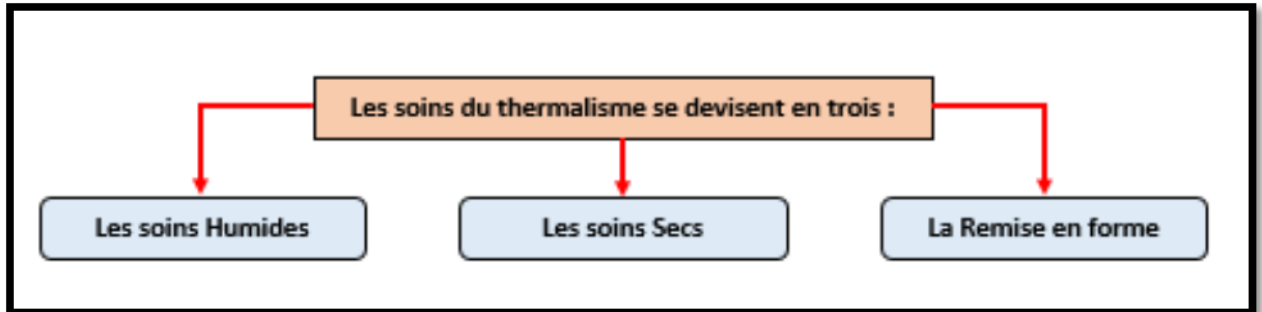 Les soins du thermalisme se devisent en trois :
Les soins Humides
Les soins Secs
La Remise en forme